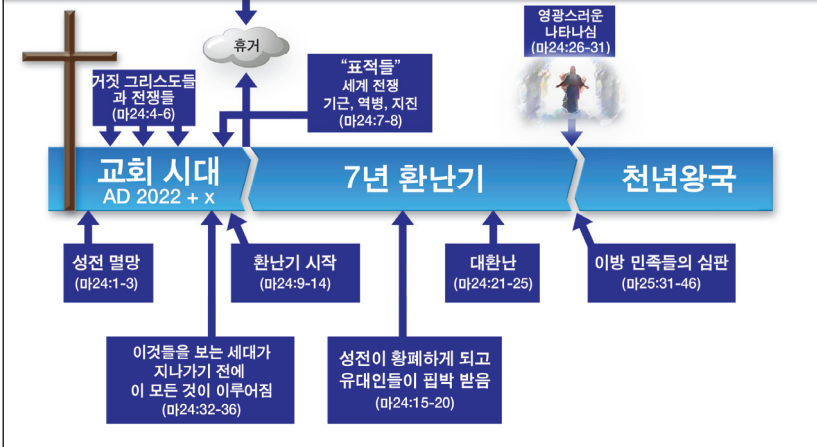 영광스러운
나타나심
(마24:26-31)
휴거
“표적들”
세계 전쟁
기근, 역병, 지진
(마24:7-8)
거짓 그리스도들
과 전쟁들
(마24:4-6)
교회 시대
AD 2022 + x
7년 환난기
천년왕국
성전 멸망
(마24:1-3)
환난기 시작
(마24:9-14)
대환난
(마24:21-25)
이방 민족들의 심판
(마25:31-46)
이것들을 보는 세대가
지나가기 전에
이 모든 것이 이루어짐
(마24:32-36)
성전이 황폐하게 되고
유대인들이 핍박 받음
(마24:15-20)